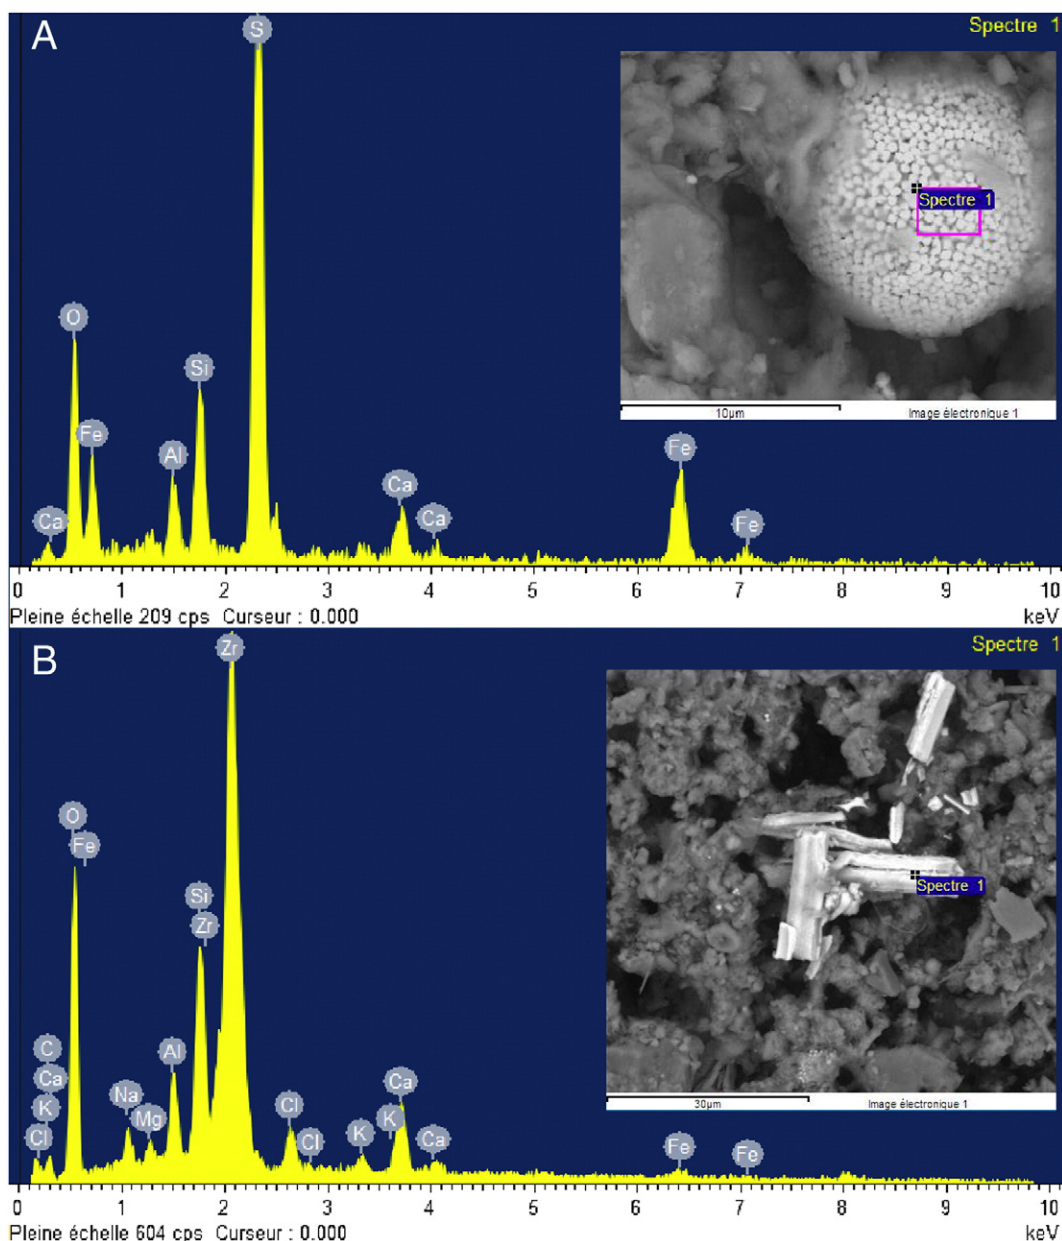 A
Spectre 1
S
O
Si
Fe
Al
Ca
Ca
Ca
Fe
Fe
Spectre 1
10µm Image électronique 1
0 1 2 3 4 5 6 7 8 9 10
Pleine échelle 209 cps Curseur : 0.000 keV
B
Spectre 1
Zr
O
Fe
Si
Zr
C
Ca
K
Cl
Na
Mg
Al
Cl
Cl
K
K
Ca
Ca
Fe
Fe
Spectre 1
30µm Image électronique 1
0 1 2 3 4 5 6 7 8 9 10
Pleine échelle 604 cps Curseur : 0.000 keV